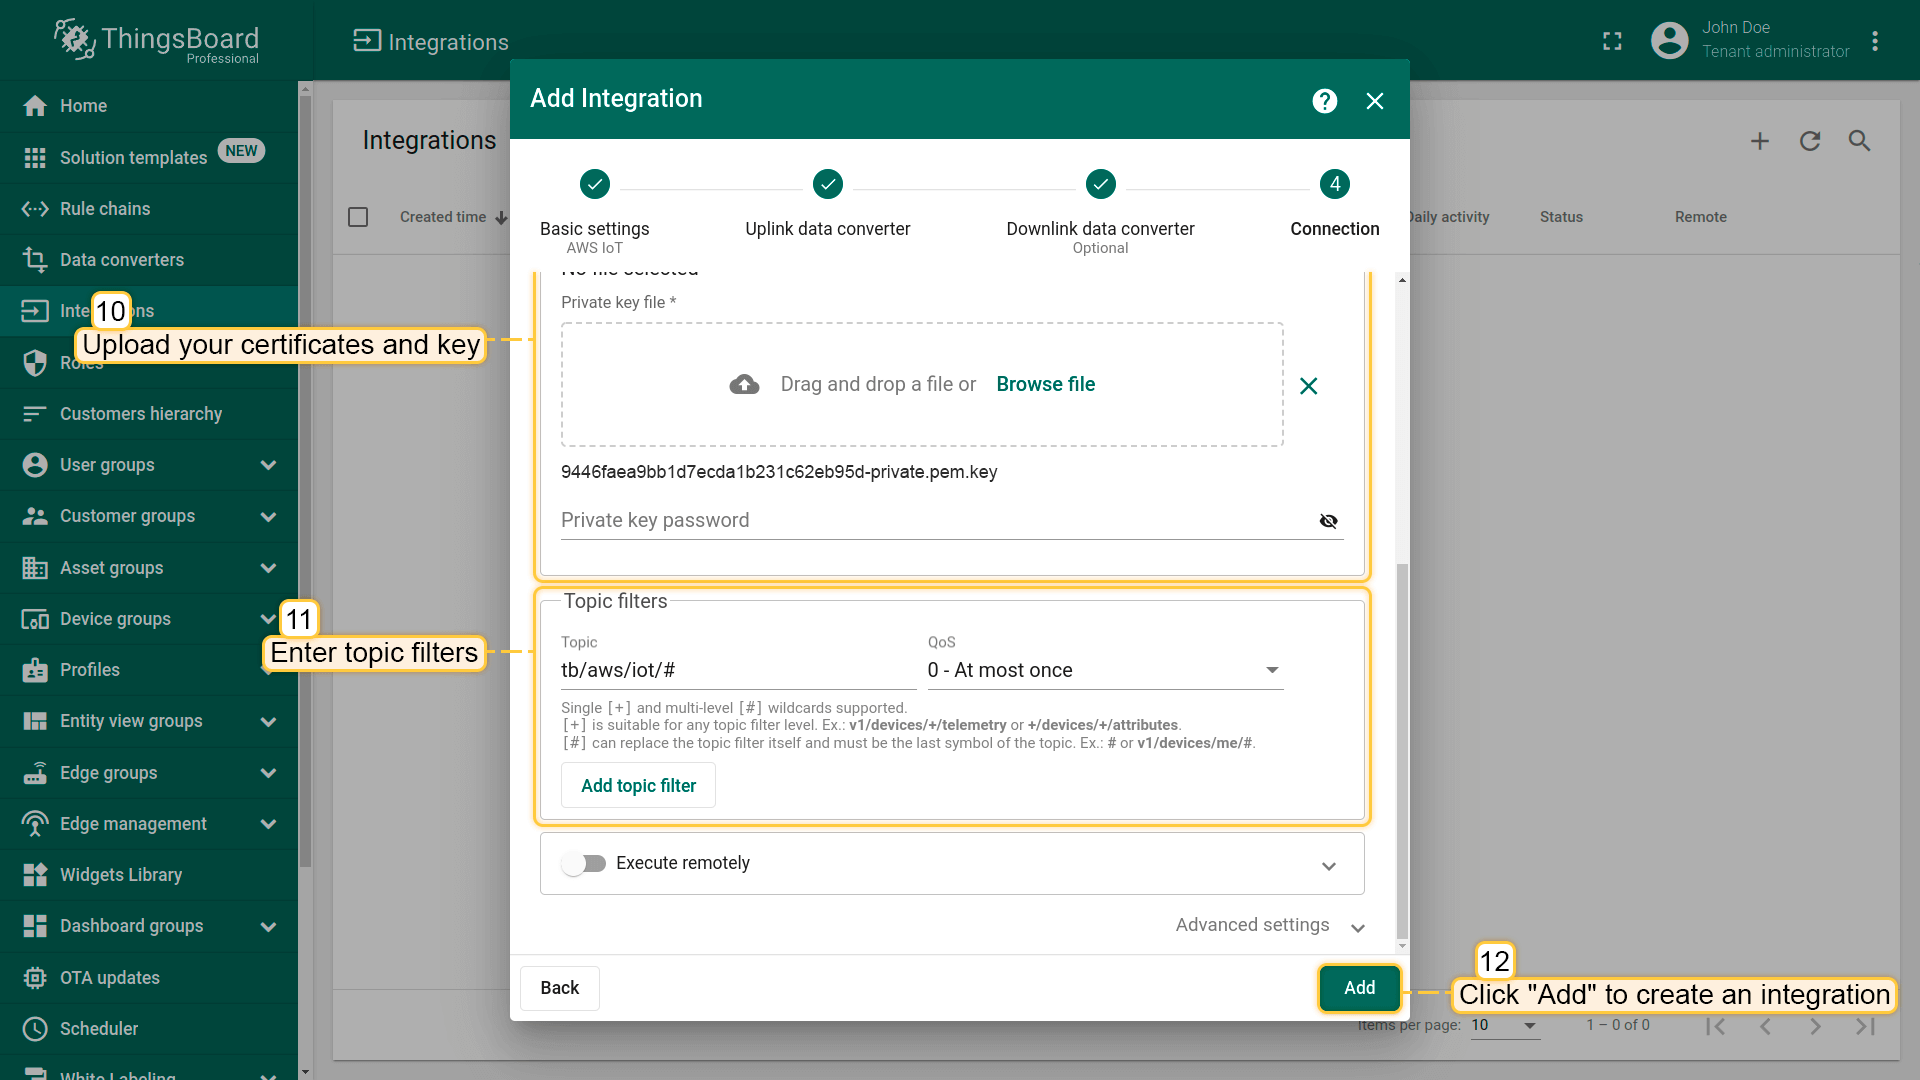 ThingsBoard
Professional
Integrations
John Doe
Tenant administrator
Home
Solution templates NEW
Rule chains
Data converters
Integrations
Roles
Customers hierarchy
User groups
Customer groups
Asset groups
Device groups
Profiles
Entity view groups
Edge groups
Edge management
Widgets Library
Dashboard groups
OTA updates
Scheduler
White Labeling
Integrations
Created time
Daily activity
Status
Remote
Add Integration
?
4
Basic settings
AWS IoT
Uplink data converter
Downlink data converter
Optional
Connection
No file selected
Private key file *
Drag and drop a file or Browse file
9446faea9bb1d7ecda1b231c62eb95d-private.pem.key
Private key password
Topic filters
Topic
tb/aws/iot/#
QoS
0 - At most once
Single [+] and multi-level [#] wildcards supported.
[+] is suitable for any topic filter level. Ex.: v1/devices/+/telemetry or +/devices/+/attributes.
[#] can replace the topic filter itself and must be the last symbol of the topic. Ex.: # or v1/devices/me/#.
Add topic filter
Execute remotely
Advanced settings
Back
Add
10
Upload your certificates and key
11
Enter topic filters
12
Click "Add" to create an integration
Items per page: 10
1 – 0 of 0